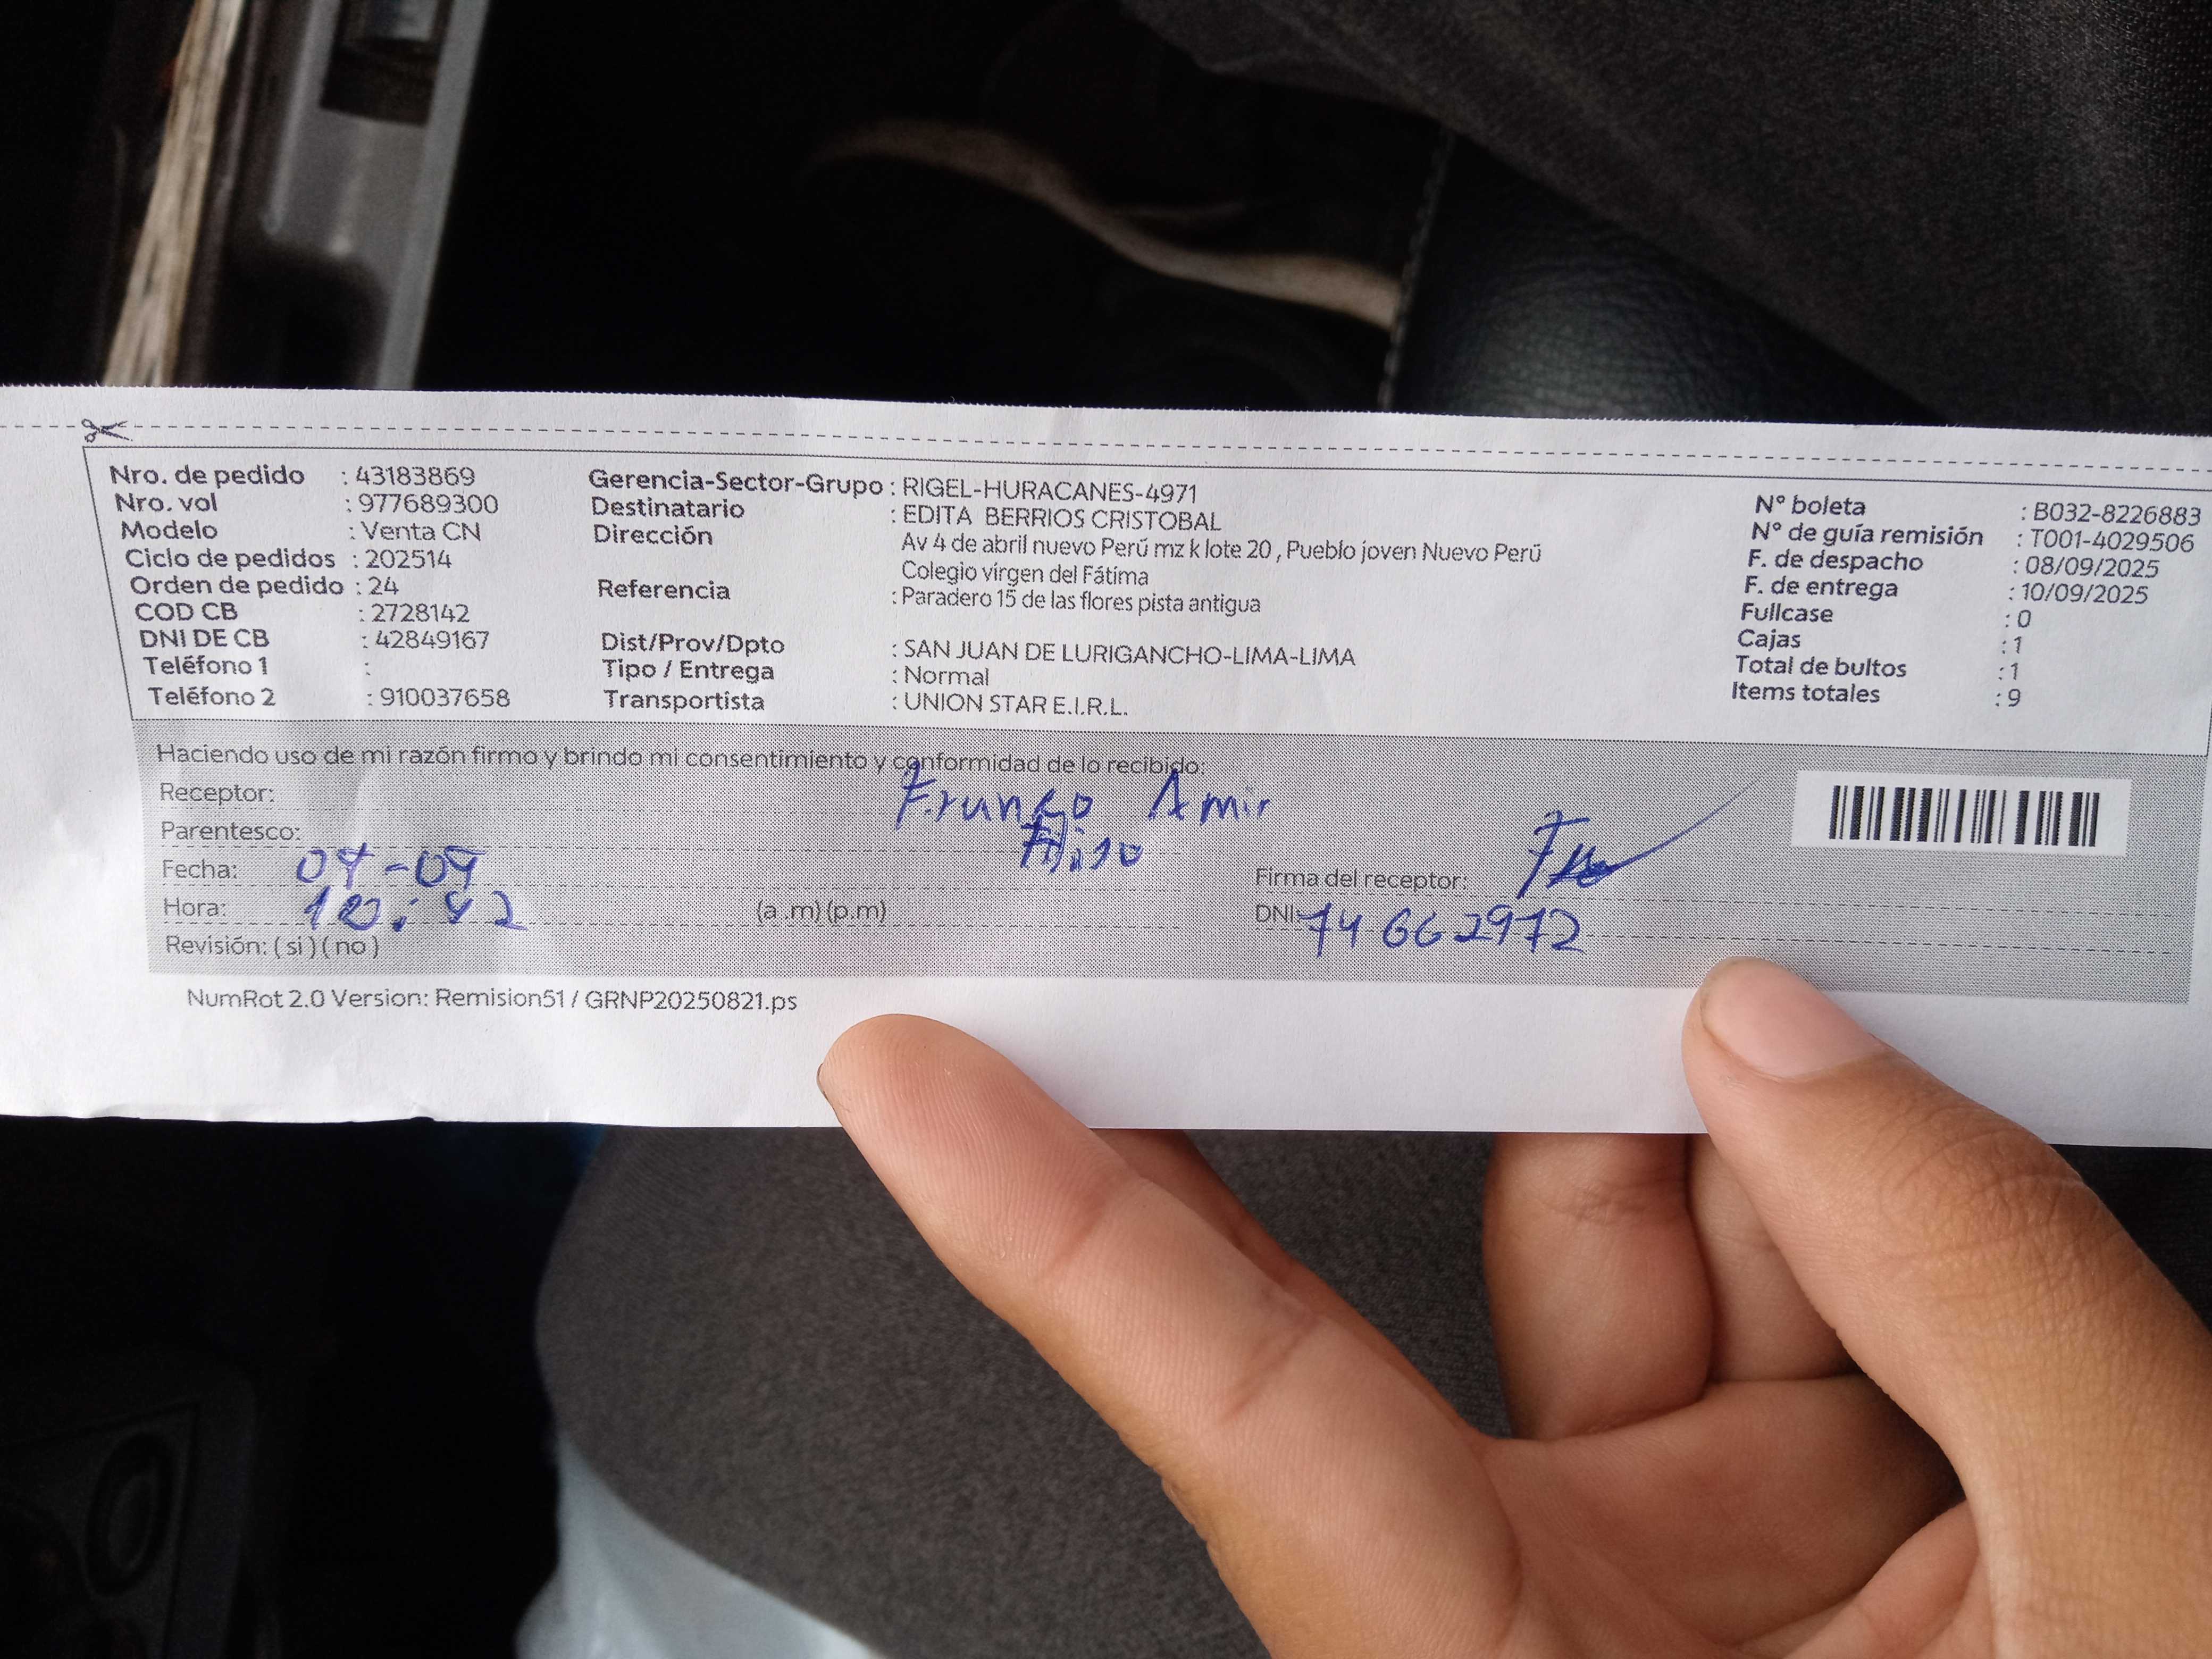 Nro. de pedido : 43183869
Nro. vol : 977689300
Modelo : Venta CN
Ciclo de pedidos : 202514
Orden de pedido : 24
COD CB : 2728142
DNI DE CB : 42849167
Teléfono 1 :
Teléfono 2 : 910037658
Gerencia-Sector-Grupo : RIGEL-HURACANES-4971
Destinatario : EDITA BERRIOS CRISTOBAL
Dirección Av 4 de abril nuevo Perú mz k lote 20 , Pueblo joven Nuevo Perú
Colegio virgen del Fátima
Referencia : Paradero 15 de las flores pista antigua
Dist/Prov/Dpto : SAN JUAN DE LURIGANCHO-LIMA-LIMA
Tipo / Entrega : Normal
Transportista : UNION STAR E.I.R.L.
N° boleta : B032-8226883
N° de guía remisión : T001-4029506
F. de despacho : 08/09/2025
F. de entrega : 10/09/2025
Fullcase : 0
Cajas : 1
Total de bultos : 1
Items totales : 9
Haciendo uso de mi razón firmo y brindo mi consentimiento y conformidad de lo recibido:
Receptor: Amir
Parentesco:
Fecha:
Hora: (a .m) (p.m)
Revisión: ( si ) ( no )
Firma del receptor:
DNI: 74662972
NumRot 2.0 Version: Remision51 / GRNP20250821.ps